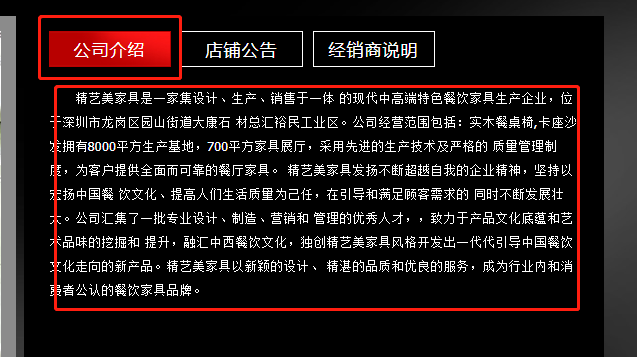 公司介绍 店铺公告 经销商说明
精艺美家具是一家集设计、生产、销售于一体 的现代中高端特色餐饮家具生产企业，位
于深圳市龙岗区园山街道大康石 材总汇裕民工业区。公司经营范围包括：实木餐桌椅,卡座沙
发拥有8000平方生产基地，700平方家具展厅，采用先进的生产技术及严格的 质量管理制
度，为客户提供全面而可靠的餐厅家具。 精艺美家具发扬不断超越自我的企业精神，坚持以
宏扬中国餐 饮文化、提高人们生活质量为己任，在引导和满足顾客需求的 同时不断发展壮
大。公司汇集了一批专业设计、制造、营销和 管理的优秀人才，，致力于产品文化底蕴和艺
术品味的挖掘和 提升，融汇中西餐饮文化，独创精艺美家具风格开发出一代代引导中国餐饮
文化走向的新产品。精艺美家具以新颖的设计、 精湛的品质和优良的服务，成为行业内和消
费者公认的餐饮家具品牌。